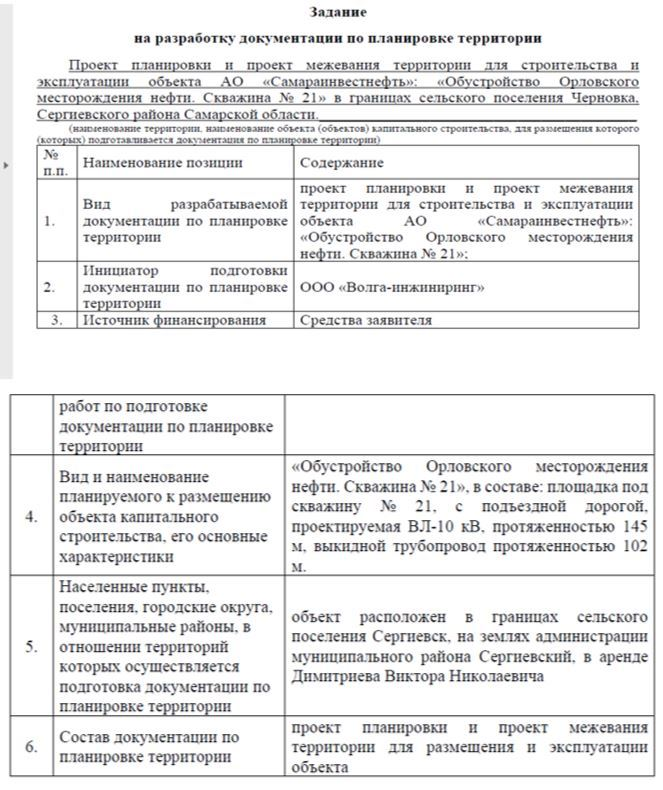 Задание
на разработку документации по планировке территории
Проект планировки и проект межевания территории для строительства и
эксплуатации объекта АО «Самараинвестнефть»: «Обустройство Орловского
месторождения нефти. Скважина № 21» в границах сельского поселения Черновка,
Сергиевского района Самарской области.
(наименование территории, наименование объекта (объектов) капитального строительства, для размещения которого
(которых) подготавливается документация по планировке территории)
№
п.п.
Наименование позиции
Содержание
1.
Вид разрабатываемой
документации по планировке
территории
проект планировки и проект межевания
территории для строительства и эксплуатации
объекта АО «Самараинвестнефть»:
«Обустройство Орловского месторождения
нефти. Скважина № 21»;
2.
Инициатор подготовки
документации по планировке
территории
ООО «Волга-инжиниринг»
3.
Источник финансирования
Средства заявителя
работ по подготовке
документации по планировке
территории
4.
Вид и наименование
планируемого к размещению
объекта капитального
строительства, его основные
характеристики
«Обустройство Орловского месторождения
нефти. Скважина № 21», в составе: площадка под
скважину № 21, с подъездной дорогой,
проектируемая ВЛ-10 кВ, протяженностью 145
м, выкидной трубопровод протяженностью 102
м.
5.
Населенные пункты,
поселения, городские округа,
муниципальные районы, в
отношении территорий
которых осуществляется
подготовка документации по
планировке территории
объект расположен в границах сельского
поселения Сергиевск, на землях администрации
муниципального района Сергиевский, в аренде
Димитриева Виктора Николаевича
6.
Состав документации по
планировке территории
проект планировки и проект межевания
территории для размещения и эксплуатации
объекта